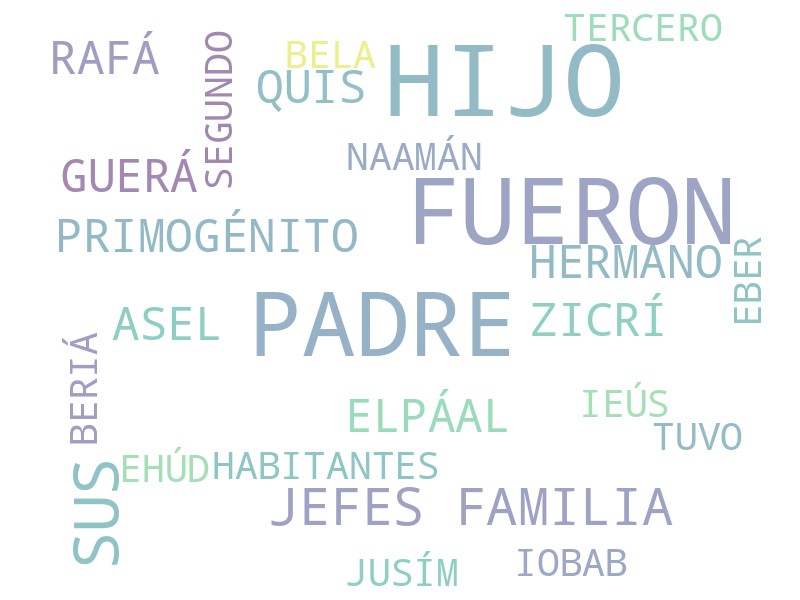 TERCERO
RAFÁ
SEGUNDO
BELA
QUIS
HIJO
NAAMÁN
GUERÁ
FUERON
PRIMOGÉNITO
HERMANO
EBER
ASEL
PADRE
ZICRÍ
BERIÁ
ELPÁAL
IEÚS
TUVO
EHÚD
HABITANTES
SUS
JEFES FAMILIA
JUSÍM
IOBAB